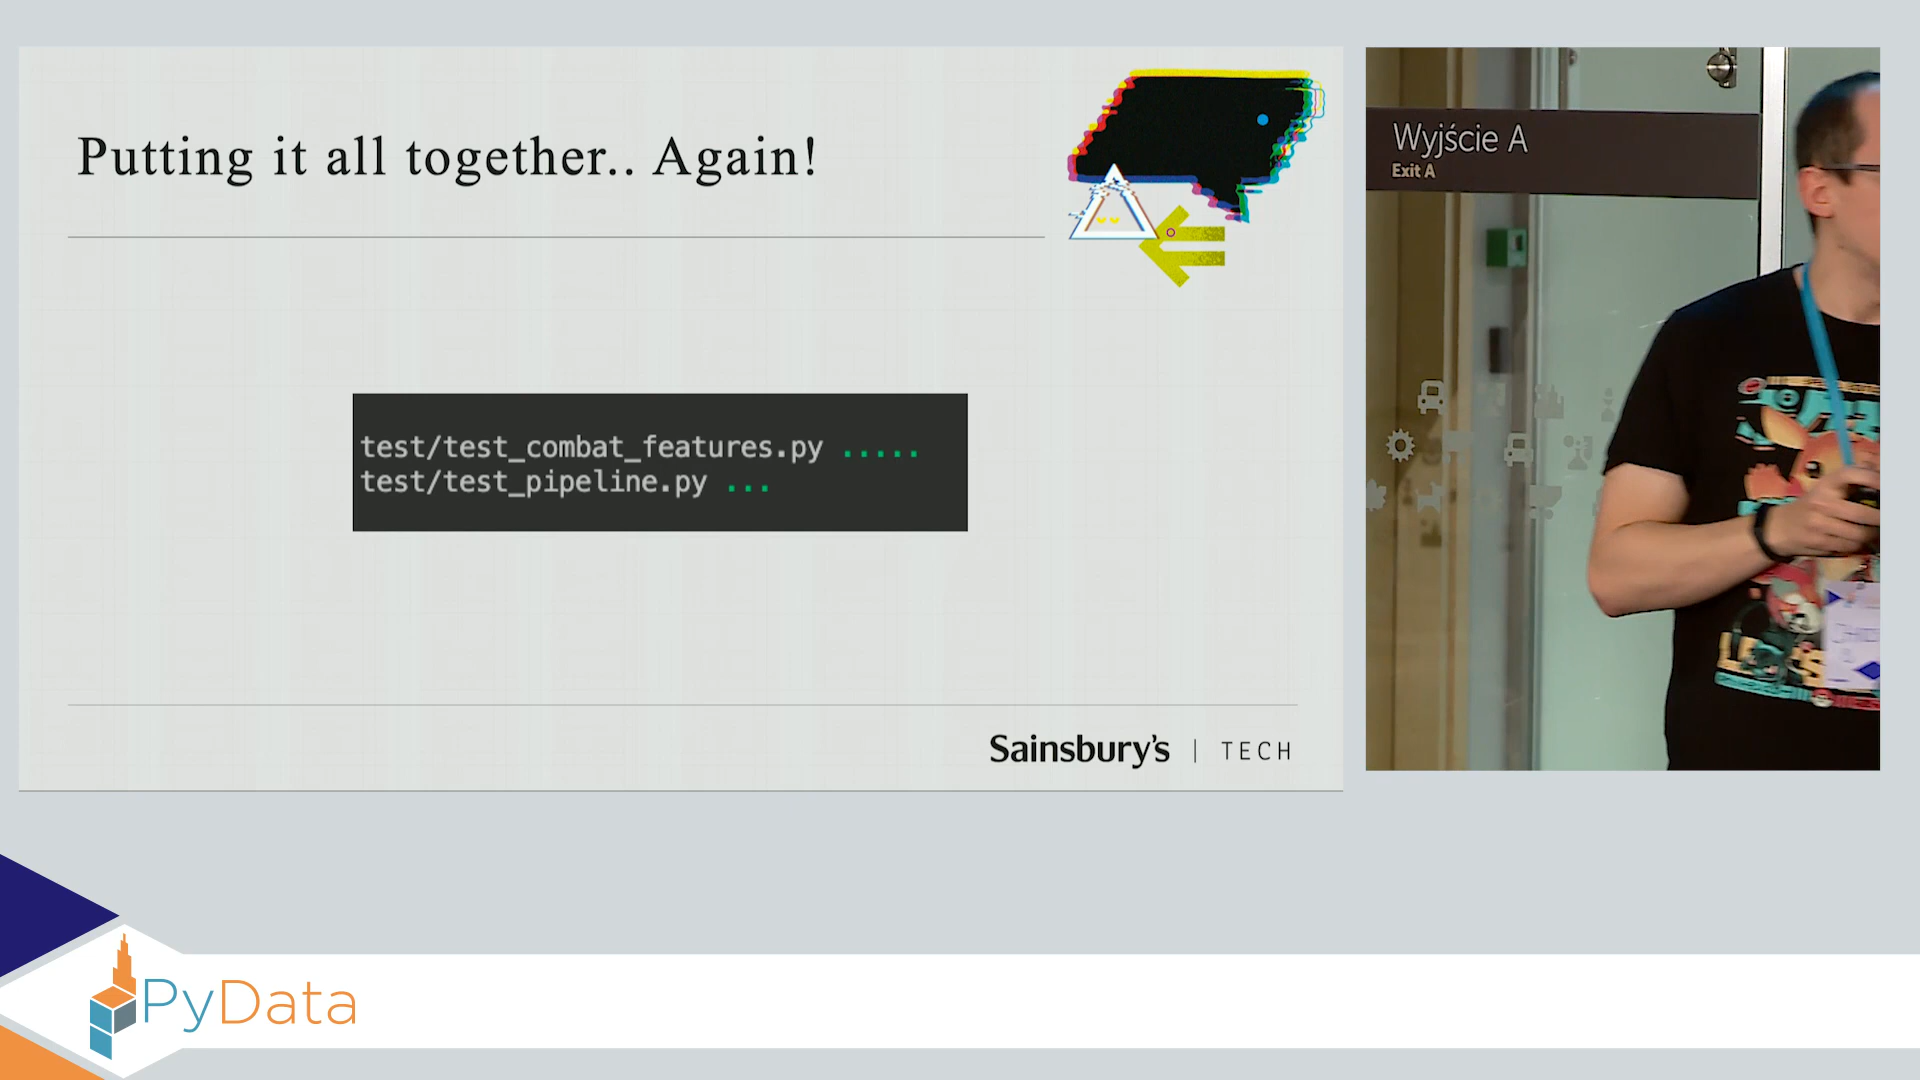 Putting it all together.. Again!
test/test_combat_features.py .....
test/test_pipeline.py ...
Sainsbury's | TECH
Wyjście A
Exit A
PyData